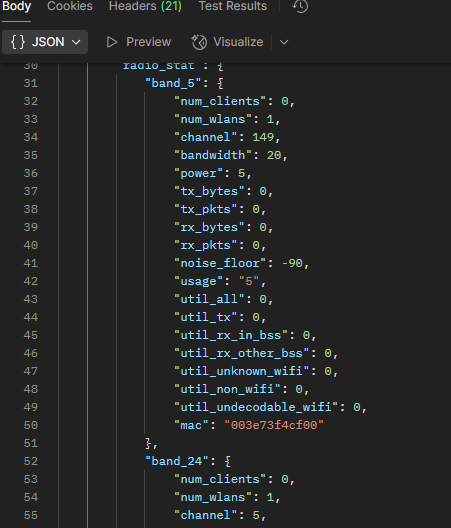 Body Cookies Headers (21) Test Results
{} JSON Preview Visualize
30 radio_stat": {
31 "band_5": {
32 "num_clients": 0,
33 "num_wlans": 1,
34 "channel": 149,
35 "bandwidth": 20,
36 "power": 5,
37 "tx_bytes": 0,
38 "tx_pkts": 0,
39 "rx_bytes": 0,
40 "rx_pkts": 0,
41 "noise_floor": -90,
42 "usage": "5",
43 "util_all": 0,
44 "util_tx": 0,
45 "util_rx_in_bss": 0,
46 "util_rx_other_bss": 0,
47 "util_unknown_wifi": 0,
48 "util_non_wifi": 0,
49 "util_undecodable_wifi": 0,
50 "mac": "003e73f4cf00"
51 },
52 "band_24": {
53 "num_clients": 0,
54 "num_wlans": 1,
55 "channel": 5,